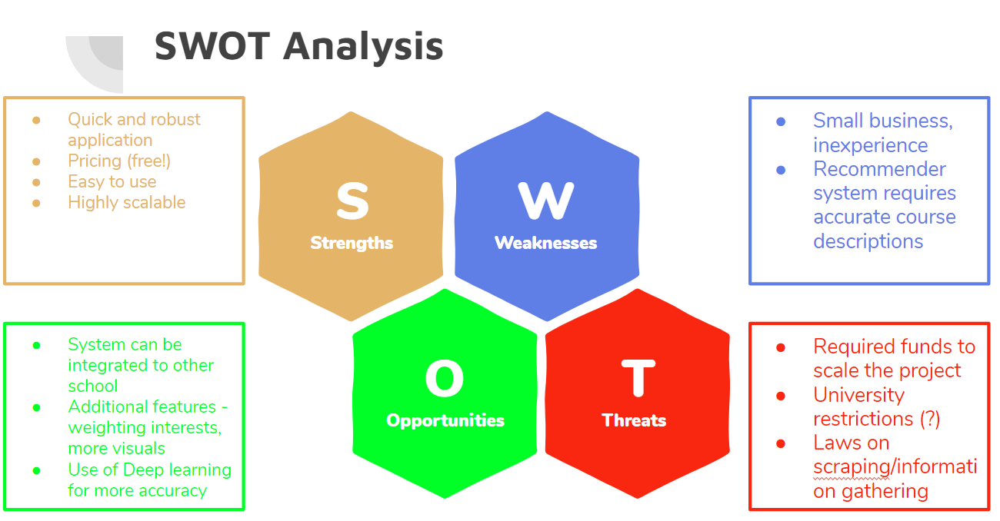 SWOT Analysis
● Quick and robust
application
● Pricing (free!)
● Easy to use
● Highly scalable
S
Strengths
W
Weaknesses
● Small business,
inexperience
● Recommender
system requires
accurate course
descriptions
● System can be
integrated to other
school
● Additional features -
weighting interests,
more visuals
● Use of Deep learning
for more accuracy
O
Opportunities
T
Threats
● Required funds to
scale the project
● University
restrictions (?)
● Laws on
scraping/informati
on gathering